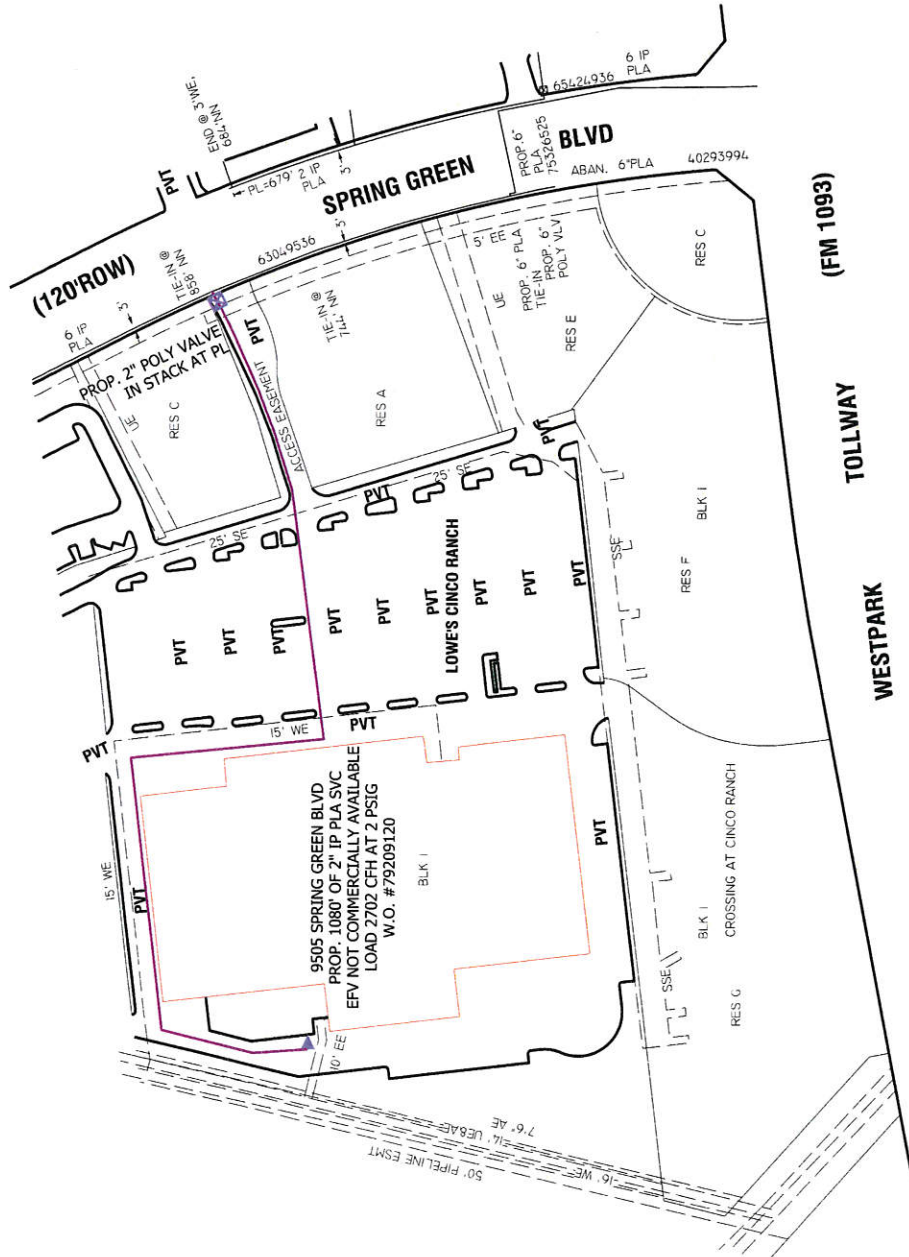 END @ 3'WE,
684' NN
6 IP
PLA
65424936
PVT
PL=679' 2 IP
PLA
3'
PROP.6"
PLA
75326525
BLVD
SPRING GREEN
ABAN. 6"PLA
40293994
(120'ROW)
TIE-IN @
858' NN
63049536
5'
5' EE
(FM 1093)
6 IP
PLA
3'
PROP. 2" POLY VALVE
IN STACK AT PL
PVT
TIE-IN @
744' NN
UE
PROP. 6" PLA
TIE-IN
PROP. 6"
POLY VLV
RES C
UE
RES C
ACCESS EASEMENT
RES A
RES E
TOLLWAY
PVT
25' SE
25' SE
PVT
BLK 1
SSE
RES F
PVT
PVT
PVT
PVT
PVT
PVT
PVT
PVT
PVT
LOWE'S CINCO RANCH
WESTPARK
PVT
15' WE
PVT
15' WE
PVT
9505 SPRING GREEN BLVD
PROP. 1080' OF 2" IP PLA SVC
EFV NOT COMMERCIALLY AVAILABLE
LOAD 2702 CFH AT 2 PSIG
W.O. #79209120
BLK 1
PVT
CROSSING AT CINCO RANCH
BLK 1
SSE
RES G
10' EE
7'6" AE
14' UE&AE
50' PIPELINE ESMT
16' WE